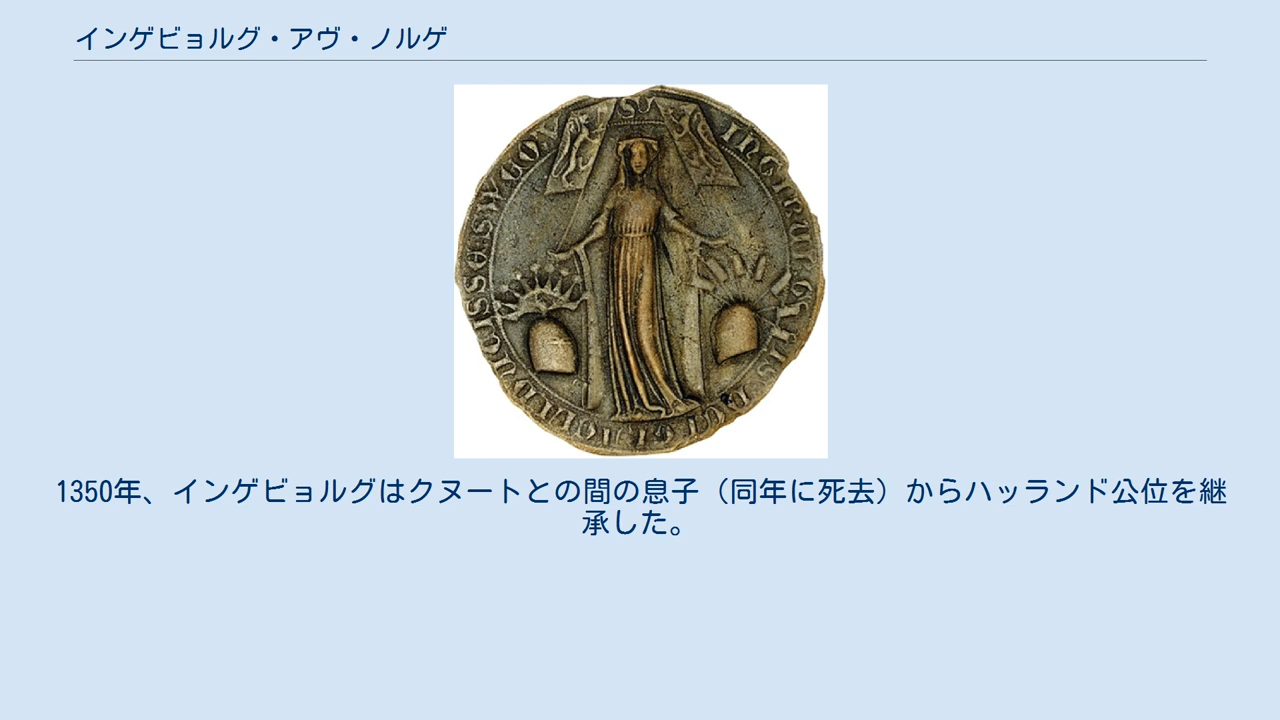 インゲビョルグ・アヴ・ノルゲ
1350年、インゲビョルグはクヌートとの間の息子（同年に死去）からハッランド公位を継
承した。